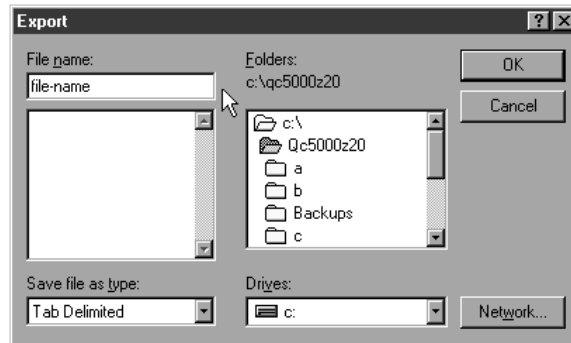 Export
File name:
file-name
Folders:
c:\qc5000z20
OK
Cancel
c:\
Qc5000z20
a
b
Backups
c
Save file as type:
Tab Delimited
Drives:
c:
Network...